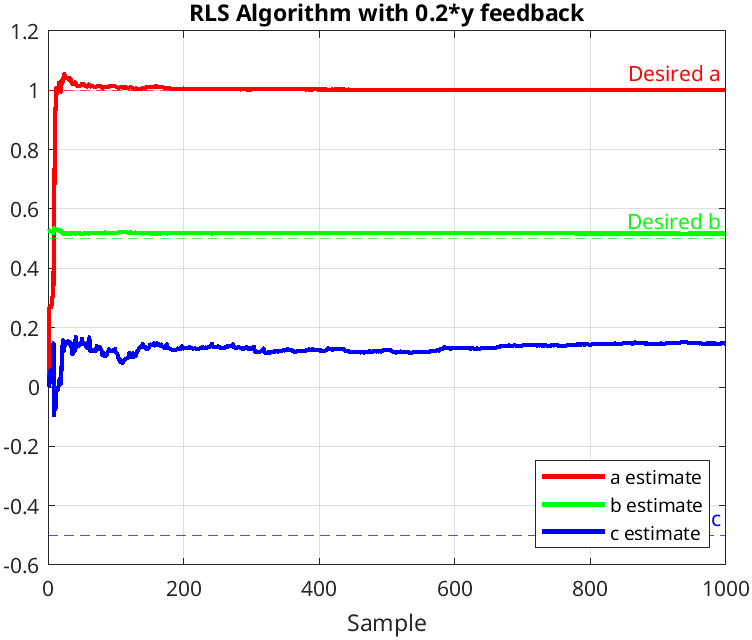 RLS Algorithm with 0.2*y feedback
1.2
1
0.8
0.6
0.4
0.2
0
-0.2
-0.4
-0.6
Desired a
Desired b
c
a estimate
b estimate
c estimate
0
200
400
600
800
1000
Sample